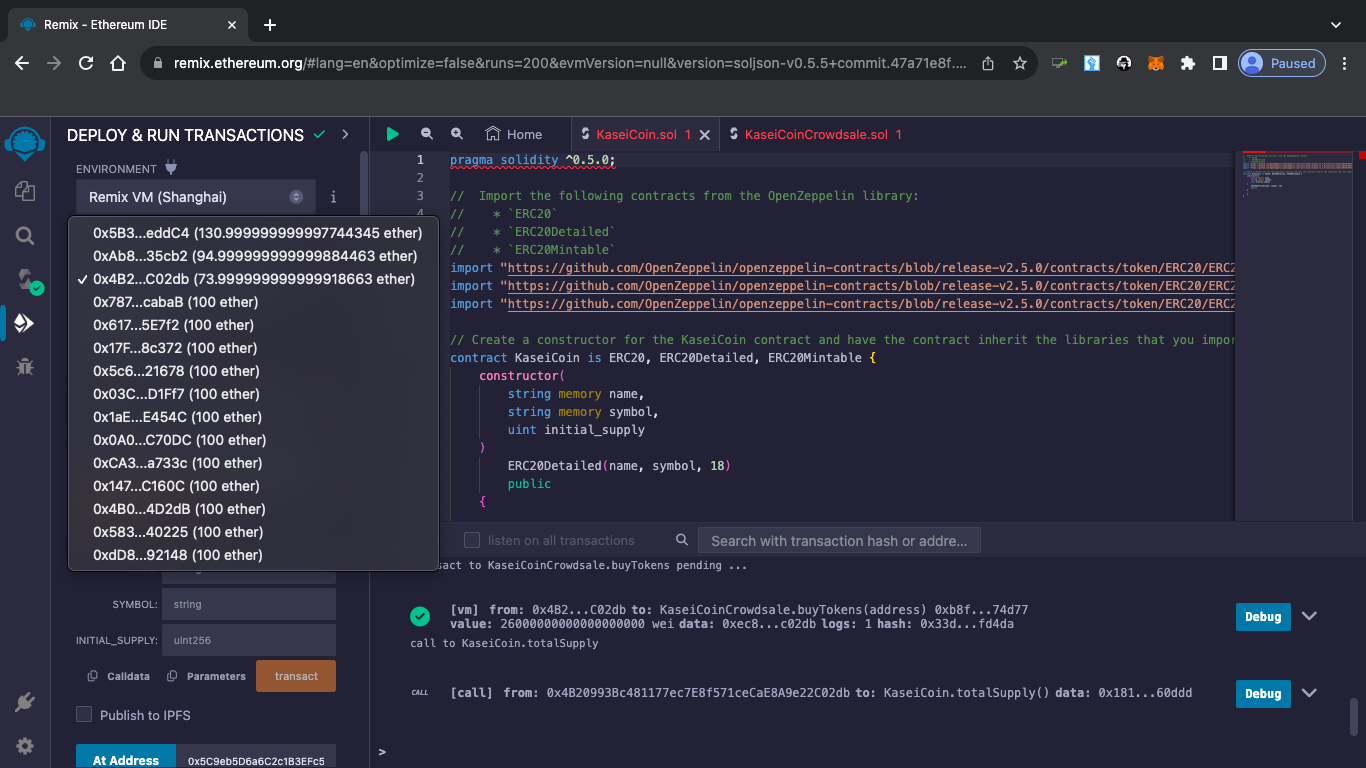 Remix - Ethereum IDE
remix.ethereum.org/#lang=en&optimize=false&runs=200&evmVersion=null&version=soljson-v0.5.5+commit.47a71e8f....
Paused
DEPLOY & RUN TRANSACTIONS
ENVIRONMENT
Remix VM (Shanghai)
i
0x5B3...eddC4 (130.999999999997744345 ether)
0xAb8...35cb2 (94.999999999999884463 ether)
✓ 0x4B2...C02db (73.999999999999918663 ether)
0x787...cabaB (100 ether)
0x617...5E7f2 (100 ether)
0x17F...8c372 (100 ether)
0x5c6...21678 (100 ether)
0x03C...D1Ff7 (100 ether)
0x1aE...E454C (100 ether)
0x0A0...C70DC (100 ether)
0xCA3...a733c (100 ether)
0x147...C160C (100 ether)
0x4B0...4D2dB (100 ether)
0x583...40225 (100 ether)
0xdD8...92148 (100 ether)
SYMBOL: string
INITIAL_SUPPLY: uint256
Calldata Parameters transact
Publish to IPFS
At Address 0x5C9eb5D6a6C2c1B3EFc5
Home KaseiCoin.sol 1 KaseiCoinCrowdsale.sol 1
1 pragma solidity ^0.5.0;
2
3 // Import the following contracts from the OpenZeppelin library:
4 // * `ERC20`
// * `ERC20Detailed`
// * `ERC20Mintable`
import "https://github.com/OpenZeppelin/openzeppelin-contracts/blob/release-v2.5.0/contracts/token/ERC20/ERC2
import "https://github.com/OpenZeppelin/openzeppelin-contracts/blob/release-v2.5.0/contracts/token/ERC20/ERC2
import "https://github.com/OpenZeppelin/openzeppelin-contracts/blob/release-v2.5.0/contracts/token/ERC20/ERC2
// Create a constructor for the KaseiCoin contract and have the contract inherit the libraries that you impor
contract KaseiCoin is ERC20, ERC20Detailed, ERC20Mintable {
constructor(
string memory name,
string memory symbol,
uint initial_supply
)
ERC20Detailed(name, symbol, 18)
public
{
listen on all transactions Search with transaction hash or addre...
sact to KaseiCoinCrowdsale.buyTokens pending ...
[vm] from: 0x4B2...C02db to: KaseiCoinCrowdsale.buyTokens(address) 0xb8f...74d77
value: 26000000000000000000 wei data: 0xec8...c02db logs: 1 hash: 0x33d...fd4da
Debug
call to KaseiCoin.totalSupply
CALL [call] from: 0x4B20993Bc481177ec7E8f571ceCaE8A9e22C02db to: KaseiCoin.totalSupply() data: 0x181...60ddd
Debug
>